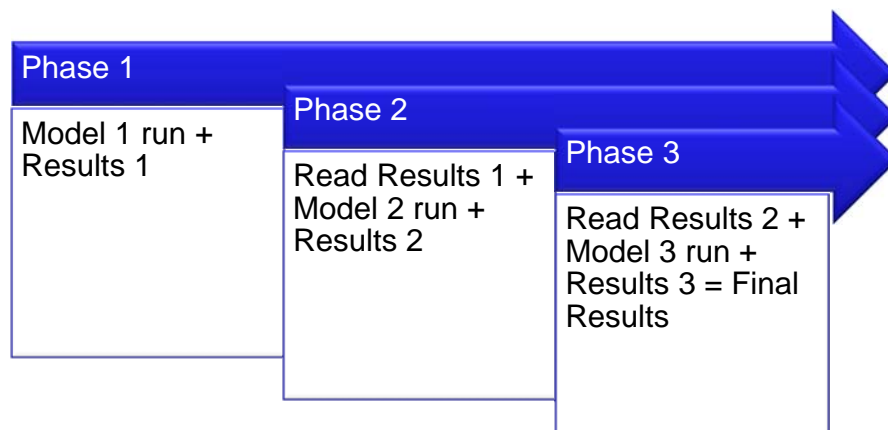 Phase 1
Model 1 run +
Results 1
Phase 2
Read Results 1 +
Model 2 run +
Results 2
Phase 3
Read Results 2 +
Model 3 run +
Results 3 = Final
Results